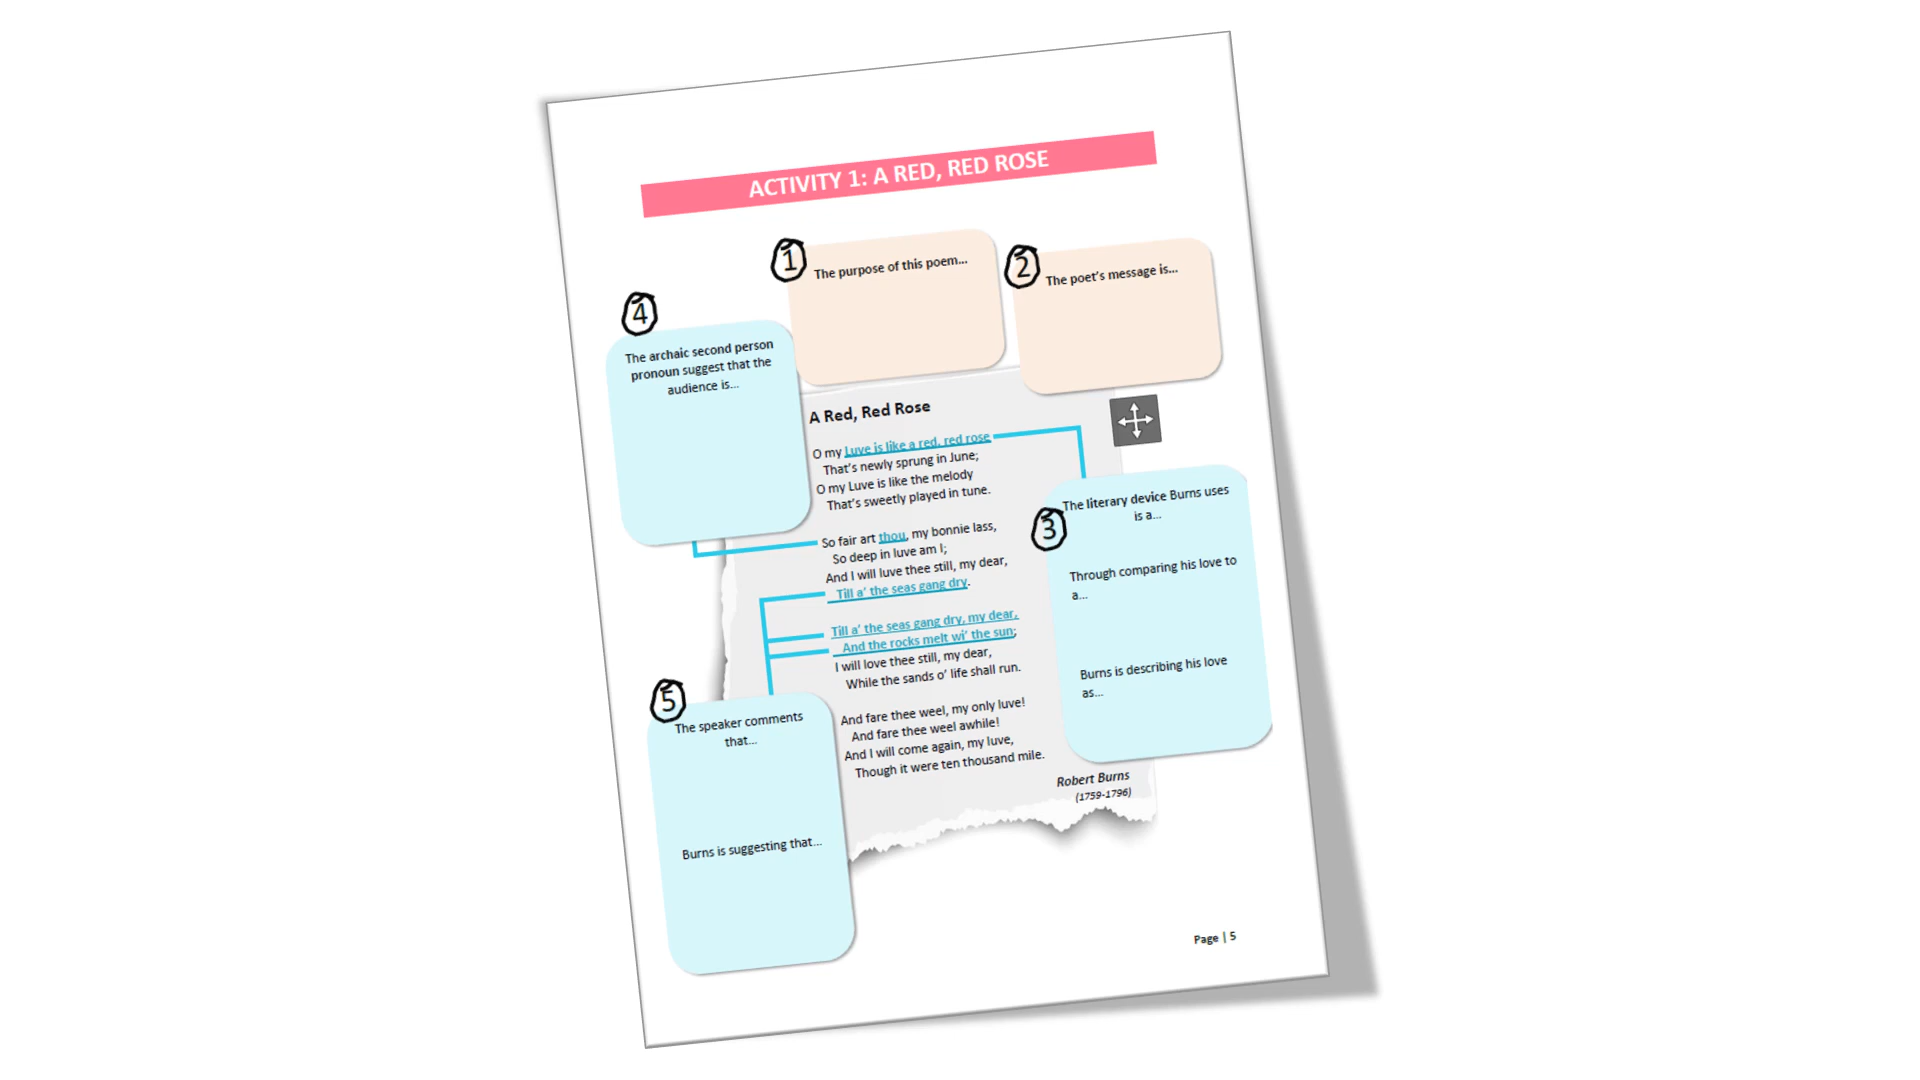 ACTIVITY 1: A RED, RED ROSE
1
The purpose of this poem...
2
The poet's message is...
4
The archaic second person
pronoun suggest that the
audience is...
A Red, Red Rose
O my Luve is like a red, red rose
That's newly sprung in June;
O my Luve is like the melody
That's sweetly played in tune.
So fair art thou, my bonnie lass,
So deep in luve am I;
And I will luve thee still, my dear,
Till a' the seas gang dry.
Till a' the seas gang dry, my dear,
And the rocks melt wi' the sun;
I will love thee still, my dear,
While the sands o' life shall run.
And fare thee weel, my only luve!
And fare thee weel awhile!
And I will come again, my luve,
Though it were ten thousand mile.
Robert Burns
(1759-1796)
3
The literary device Burns uses
is a...
Through comparing his love to
a...
Burns is describing his love
as...
5
The speaker comments
that...
Burns is suggesting that...
Page | 5